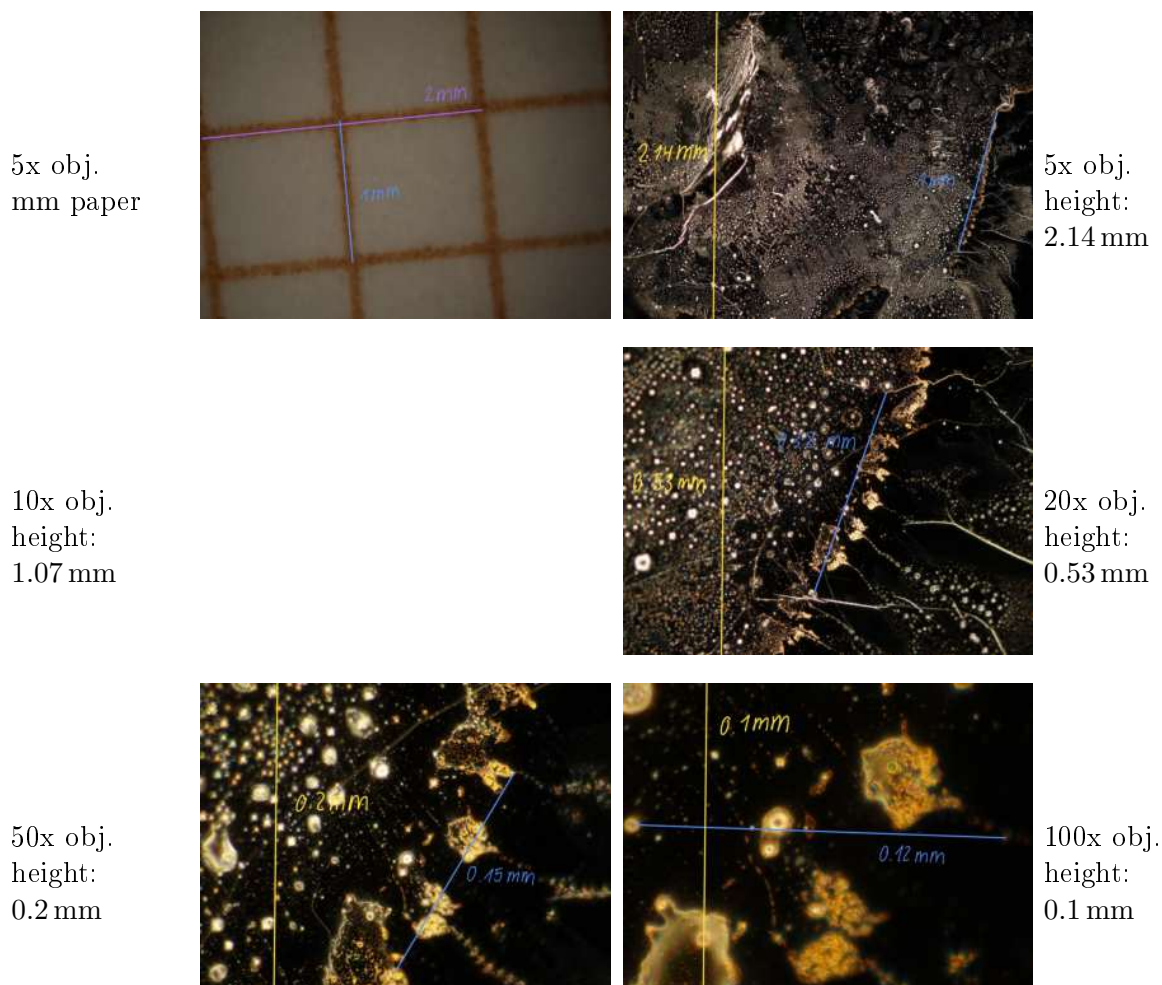 5x obj.
mm paper
2mm
1mm
2.14mm
1mm
5x obj.
height:
2.14 mm
10x obj.
height:
1.07 mm
0.53mm
mm
20x obj.
height:
0.53 mm
50x obj.
height:
0.2 mm
0.2mm
0.15mm
0.1mm
0.12mm
100x obj.
height:
0.1 mm